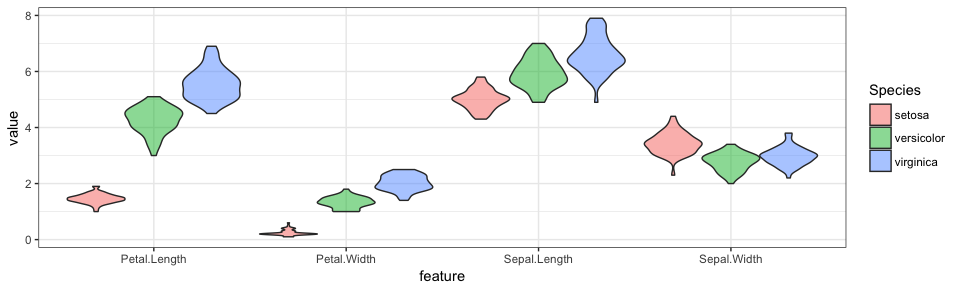 value
8
6
4
2
0
Petal.Length Petal.Width Sepal.Length Sepal.Width
feature
Species
setosa
versicolor
virginica